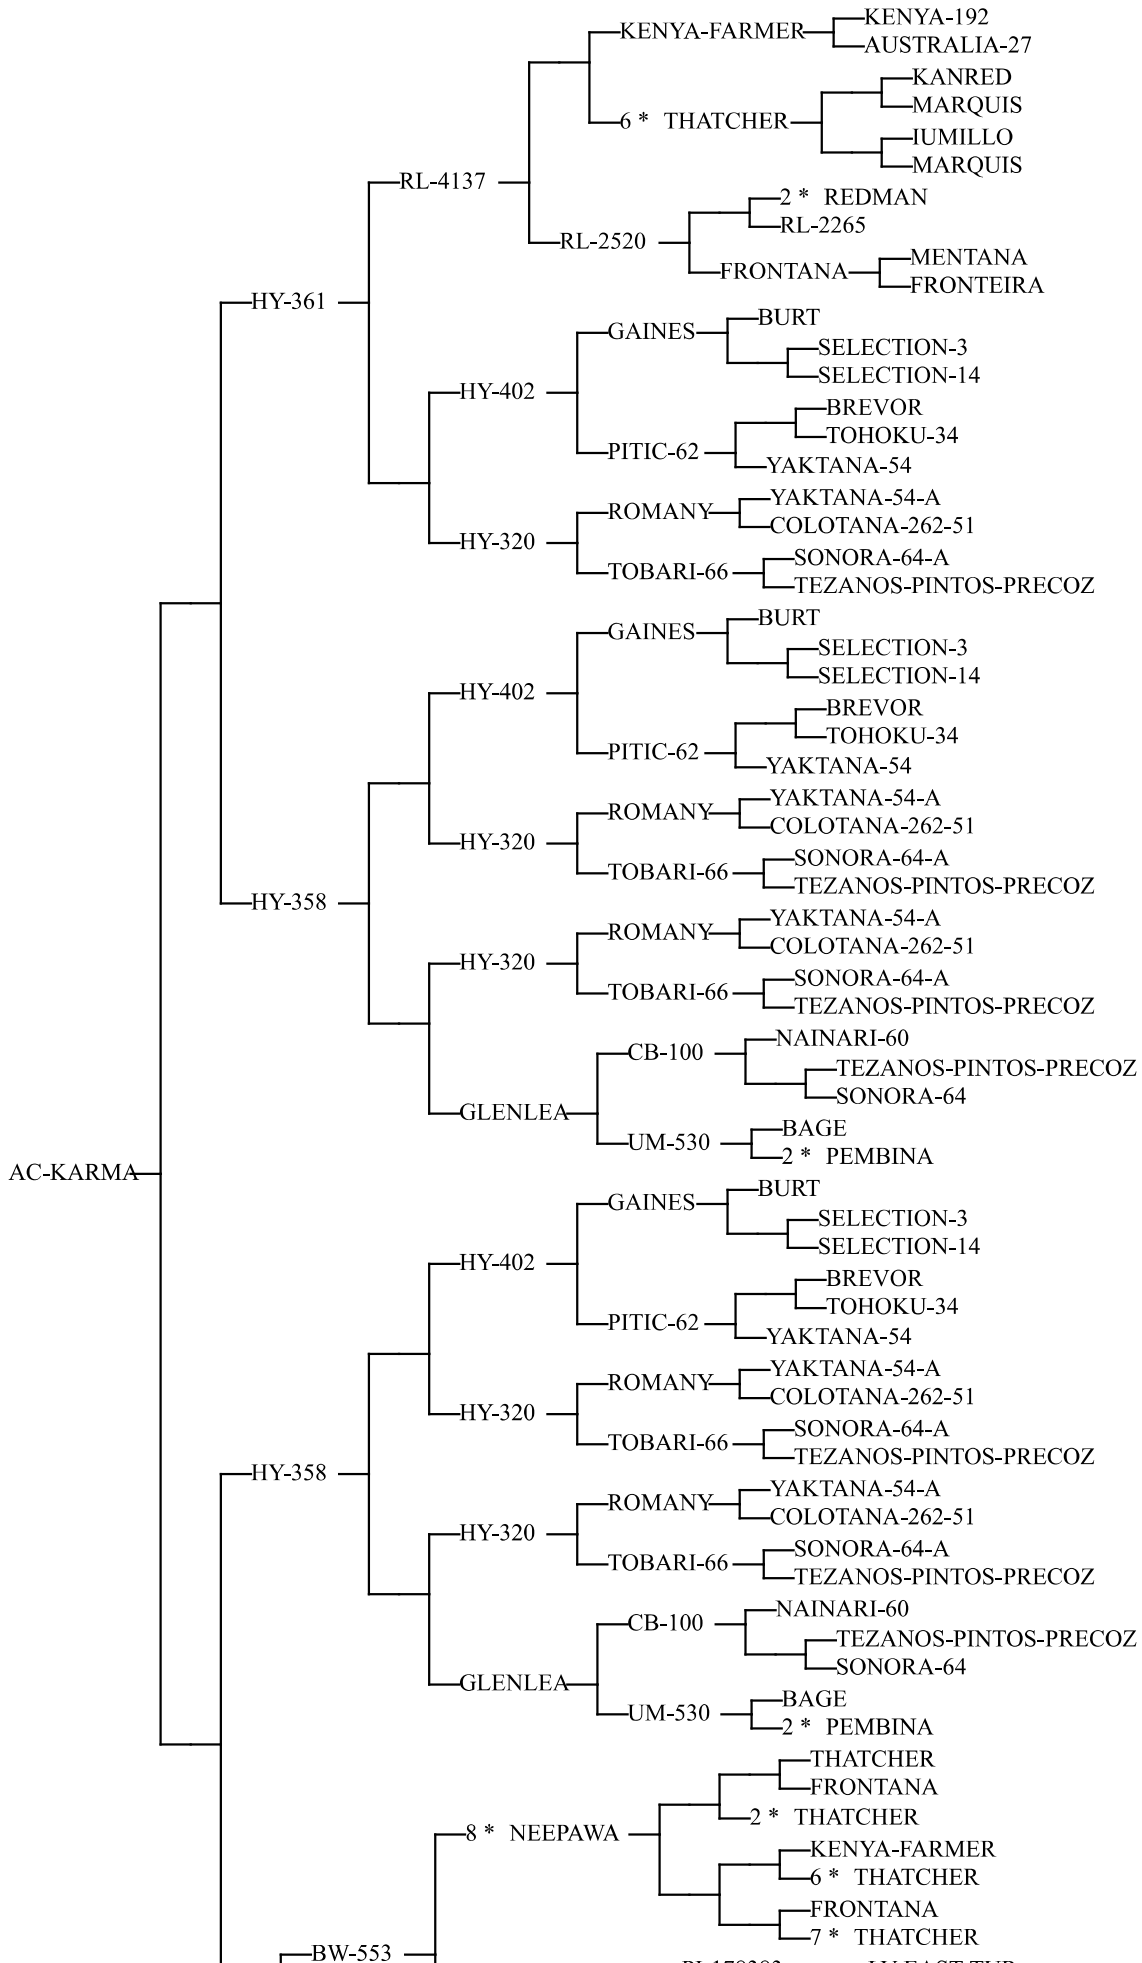 KENYA-192
KENYA-FARMER
AUSTRALIA-27
KANRED
MARQUIS
6 * THATCHER
IUMILLO
MARQUIS
RL-4137
2 * REDMAN
RL-2265
RL-2520
MENTANA
FRONTANA
FRONTEIRA
HY-361
BURT
GAINES
SELECTION-3
SELECTION-14
HY-402
BREVOR
TOHOKU-34
PITIC-62
YAKTANA-54
YAKTANA-54-A
ROMANY
COLOTANA-262-51
HY-320
SONORA-64-A
TOBARI-66
TEZANOS-PINTOS-PRECOZ
BURT
GAINES
SELECTION-3
SELECTION-14
HY-402
BREVOR
TOHOKU-34
PITIC-62
YAKTANA-54
YAKTANA-54-A
ROMANY
COLOTANA-262-51
HY-320
SONORA-64-A
TOBARI-66
TEZANOS-PINTOS-PRECOZ
HY-358
YAKTANA-54-A
ROMANY
COLOTANA-262-51
HY-320
SONORA-64-A
TOBARI-66
TEZANOS-PINTOS-PRECOZ
NAINARI-60
CB-100
TEZANOS-PINTOS-PRECOZ
SONORA-64
GLENLEA
BAGE
UM-530
2 * PEMBINA
AC-KARMA
BURT
GAINES
SELECTION-3
SELECTION-14
HY-402
BREVOR
TOHOKU-34
PITIC-62
YAKTANA-54
YAKTANA-54-A
ROMANY
COLOTANA-262-51
HY-320
SONORA-64-A
TOBARI-66
TEZANOS-PINTOS-PRECOZ
HY-358
YAKTANA-54-A
ROMANY
COLOTANA-262-51
HY-320
SONORA-64-A
TOBARI-66
TEZANOS-PINTOS-PRECOZ
NAINARI-60
CB-100
TEZANOS-PINTOS-PRECOZ
SONORA-64
GLENLEA
BAGE
UM-530
2 * PEMBINA
THATCHER
FRONTANA
2 * THATCHER
8 * NEEPAWA
KENYA-FARMER
6 * THATCHER
FRONTANA
7 * THATCHER
BW-553